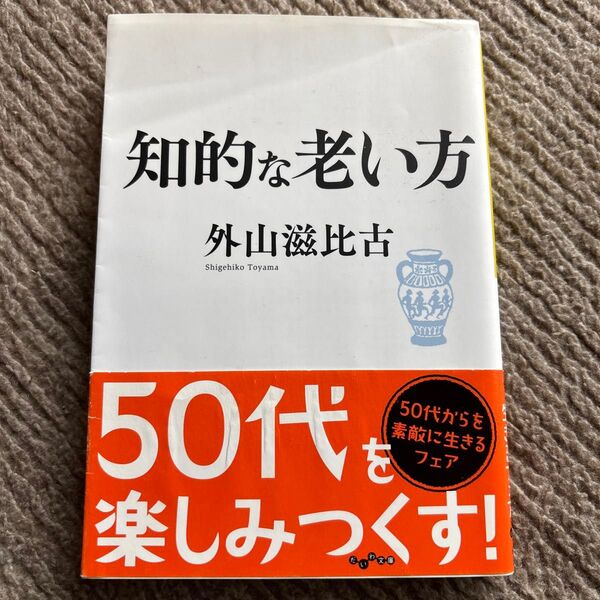 知的な老い方
外山滋比古
Shigehiko Toyama
50代を
楽しみつくす!
50代からを
素敵に生きる
フェア
だいわ文庫